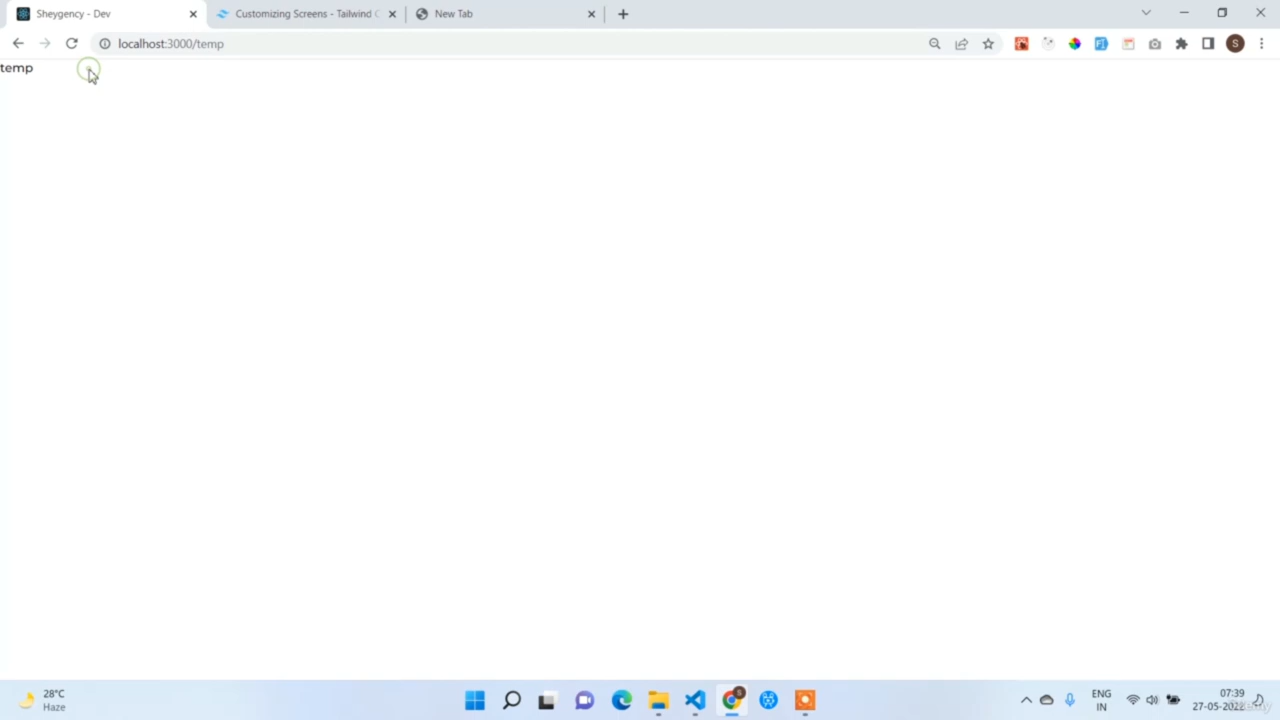 Sheygency - Dev
Customizing Screens - Tailwind C
New Tab
localhost:3000/temp
S
temp
28°C
Haze
ENG
IN
07:39
27-05-2022